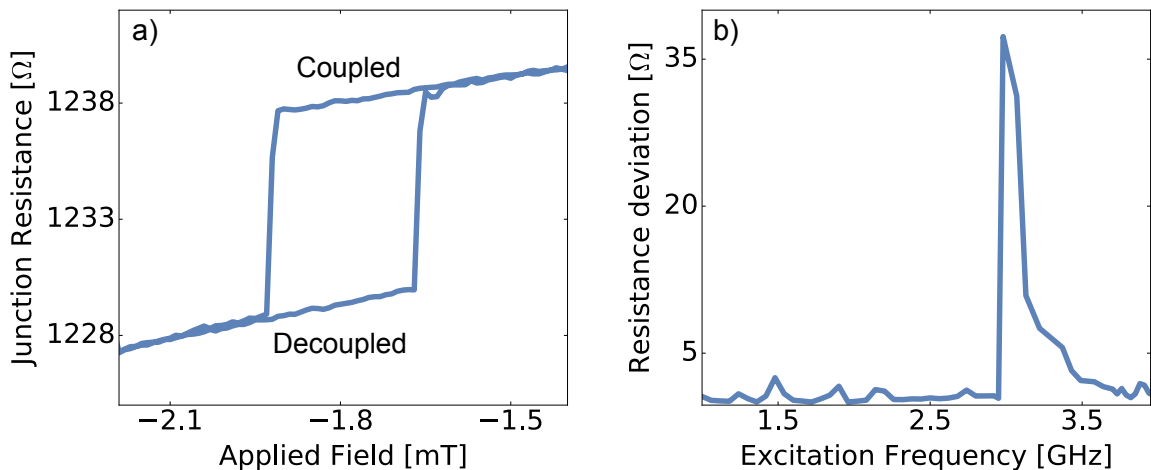 a)
Coupled
Decoupled
1238
1233
1228
−2.1
−1.8
−1.5
Junction Resistance [Ω]
Applied Field [mT]
b)
35
20
5
1.5
2.5
3.5
Resistance deviation [Ω]
Excitation Frequency [GHz]